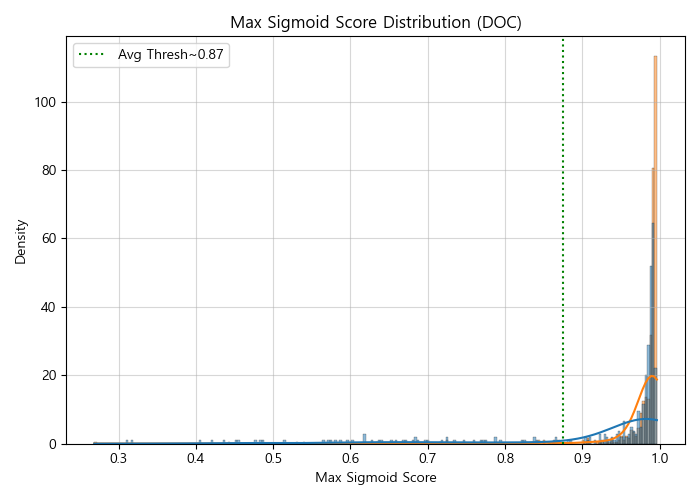 Max Sigmoid Score Distribution (DOC)
Avg Thresh~0.87
Density
100
80
60
40
20
0
0.3 0.4 0.5 0.6 0.7 0.8 0.9 1.0
Max Sigmoid Score